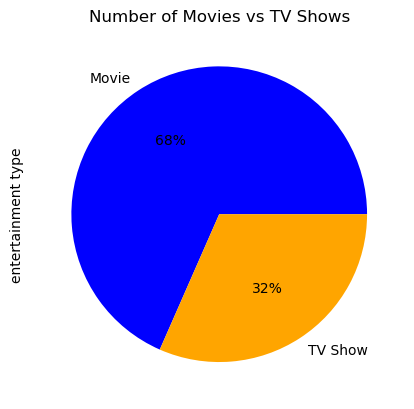 Number of Movies vs TV Shows
Movie
68%
entertainment type
32%
TV Show